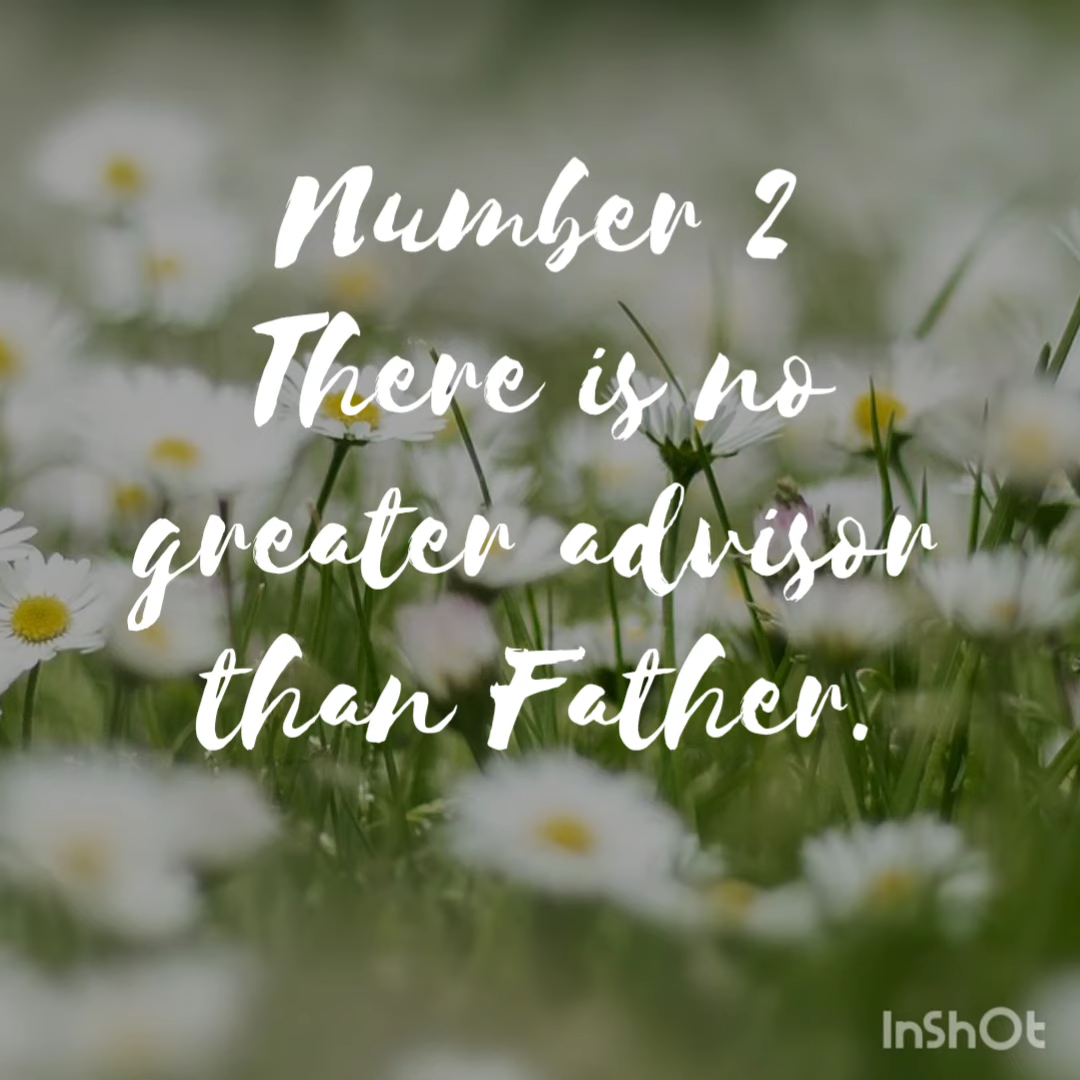 Number 2
There is no
greater advisor
than Father.
InShOt